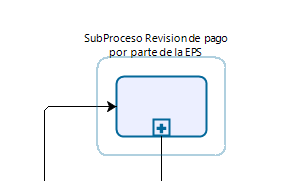 SubProceso Revision de pago
por parte de la EPS